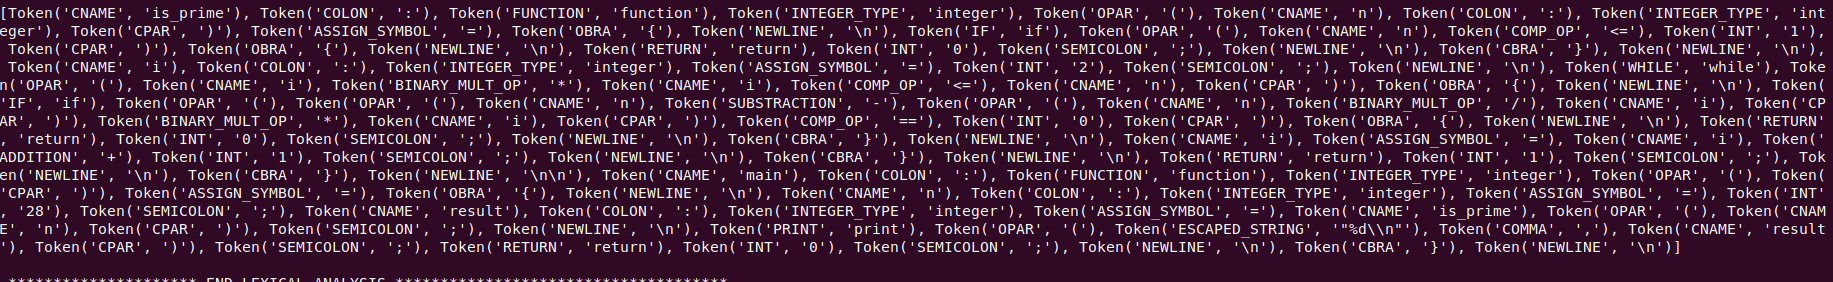 [Token('CNAME', 'is_prime'), Token('COLON', ':'), Token('FUNCTION', 'function'), Token('INTEGER_TYPE', 'integer'), Token('OPAR', '('), Token('CNAME', 'n'), Token('COLON', ':'), Token('INTEGER_TYPE', 'int
eger'), Token('CPAR', ')'), Token('ASSIGN_SYMBOL', '='), Token('OBRA', '{'), Token('NEWLINE', '\n'), Token('IF', 'if'), Token('OPAR', '('), Token('CNAME', 'n'), Token('COMP_OP', '<='), Token('INT', '1'),
 Token('CPAR', ')'), Token('OBRA', '{'), Token('NEWLINE', '\n'), Token('RETURN', 'return'), Token('INT', '0'), Token('SEMICOLON', ';'), Token('NEWLINE', '\n'), Token('CBRA', '}'), Token('NEWLINE', '\n'),
 Token('CNAME', 'i'), Token('COLON', ':'), Token('INTEGER_TYPE', 'integer'), Token('ASSIGN_SYMBOL', '='), Token('INT', '2'), Token('SEMICOLON', ';'), Token('NEWLINE', '\n'), Token('WHILE', 'while'), Toke
n('OPAR', '('), Token('CNAME', 'i'), Token('BINARY_MULT_OP', '*'), Token('CNAME', 'i'), Token('COMP_OP', '<='), Token('CNAME', 'n'), Token('CPAR', ')'), Token('OBRA', '{'), Token('NEWLINE', '\n'), Token(
'IF', 'if'), Token('OPAR', '('), Token('OPAR', '('), Token('CNAME', 'n'), Token('SUBSTRACTION', '-'), Token('OPAR', '('), Token('CNAME', 'n'), Token('BINARY_MULT_OP', '/'), Token('CNAME', 'i'), Token('CP
AR', ')'), Token('BINARY_MULT_OP', '*'), Token('CNAME', 'i'), Token('CPAR', ')'), Token('COMP_OP', '=='), Token('INT', '0'), Token('CPAR', ')'), Token('OBRA', '{'), Token('NEWLINE', '\n'), Token('RETURN'
, 'return'), Token('INT', '0'), Token('SEMICOLON', ';'), Token('NEWLINE', '\n'), Token('CBRA', '}'), Token('NEWLINE', '\n'), Token('CNAME', 'i'), Token('ASSIGN_SYMBOL', '='), Token('CNAME', 'i'), Token('
ADDITION', '+'), Token('INT', '1'), Token('SEMICOLON', ';'), Token('NEWLINE', '\n'), Token('CBRA', '}'), Token('NEWLINE', '\n'), Token('RETURN', 'return'), Token('INT', '1'), Token('SEMICOLON', ';'), Tok
en('NEWLINE', '\n'), Token('CBRA', '}'), Token('NEWLINE', '\n\n'), Token('CNAME', 'main'), Token('COLON', ':'), Token('FUNCTION', 'function'), Token('INTEGER_TYPE', 'integer'), Token('OPAR', '('), Token(
'CPAR', ')'), Token('ASSIGN_SYMBOL', '='), Token('OBRA', '{'), Token('NEWLINE', '\n'), Token('CNAME', 'n'), Token('COLON', ':'), Token('INTEGER_TYPE', 'integer'), Token('ASSIGN_SYMBOL', '='), Token('INT'
, '28'), Token('SEMICOLON', ';'), Token('CNAME', 'result'), Token('COLON', ':'), Token('INTEGER_TYPE', 'integer'), Token('ASSIGN_SYMBOL', '='), Token('CNAME', 'is_prime'), Token('OPAR', '('), Token('CNAM
E', 'n'), Token('CPAR', ')'), Token('SEMICOLON', ';'), Token('NEWLINE', '\n'), Token('PRINT', 'print'), Token('OPAR', '('), Token('ESCAPED_STRING', '"%d\\n"'), Token('COMMA', ','), Token('CNAME', 'result
'), Token('CPAR', ')'), Token('SEMICOLON', ';'), Token('RETURN', 'return'), Token('INT', '0'), Token('SEMICOLON', ';'), Token('NEWLINE', '\n'), Token('CBRA', '}'), Token('NEWLINE', '\n')]
 ********************* END LEXICAL ANALYSIS *************************************